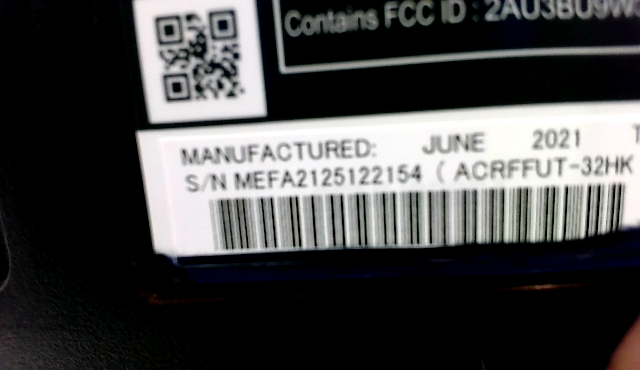 Contains FCC ID : 2AU3BU9W
MANUFACTURED: JUNE 2021 T
S/N MEFA2125122154 ( ACRFFUT-32HK